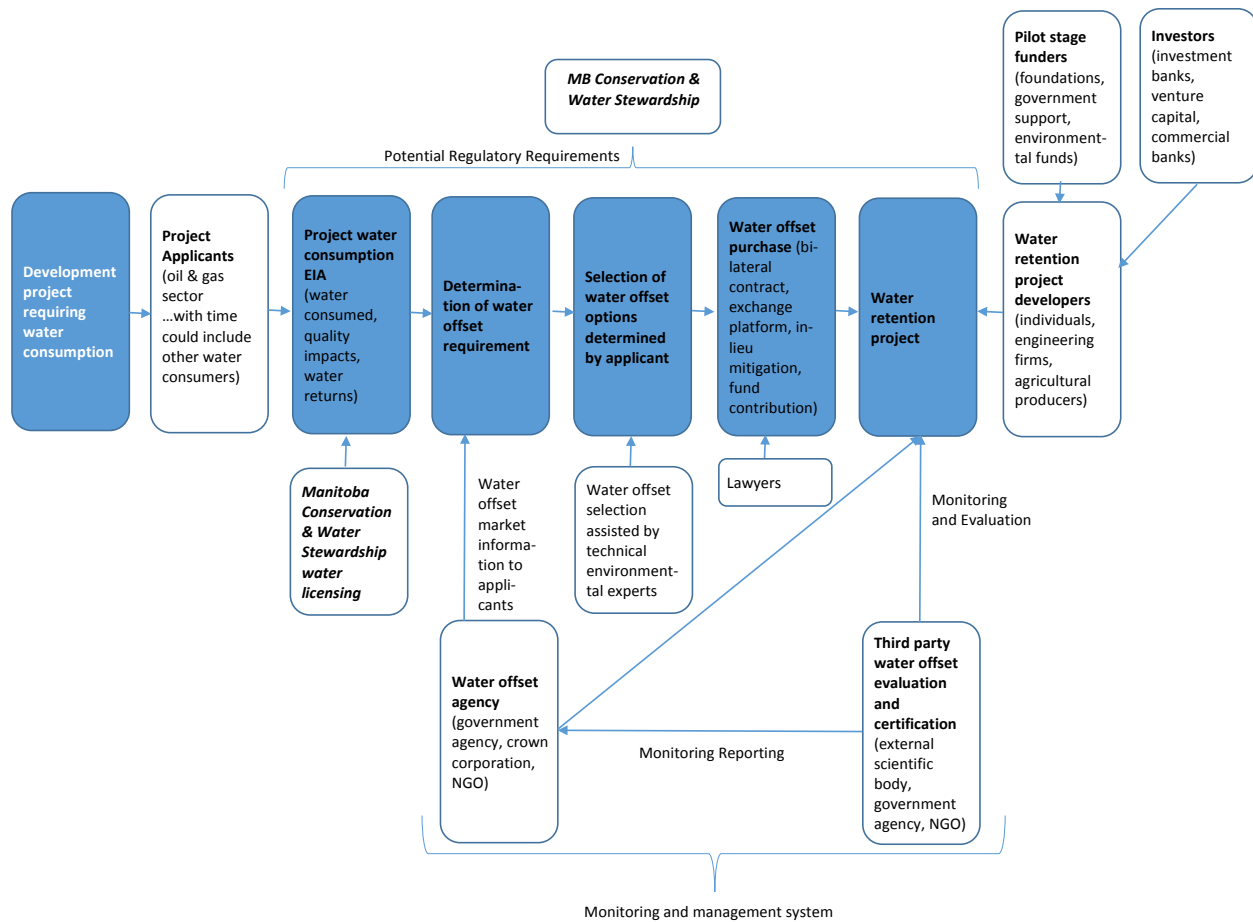 MB Conservation &
Water Stewardship
Pilot stage
funders
(foundations,
government
support,
environmen-
tal funds)
Investors
(investment
banks,
venture
capital,
commercial
banks)
Potential Regulatory Requirements
Development
project
requiring
water
consumption
Project
Applicants
(oil & gas
sector
…with time
could include
other water
consumers)
Project water
consumption
EIA
(water
consumed,
quality
impacts,
water
returns)
Determina-
tion of water
offset
requirement
Selection of
water offset
options
determined
by applicant
Water offset
purchase (bi-
lateral
contract,
exchange
platform, in-
lieu
mitigation,
fund
contribution)
Water
retention
project
Water
retention
project
developers
(individuals,
engineering
firms,
agricultural
producers)
Manitoba
Conservation
& Water
Stewardship
water
licensing
Water
offset
market
informa-
tion to
appli-
cants
Water offset
selection
assisted by
technical
environmen-
tal experts
Lawyers
Monitoring
and Evaluation
Water offset
agency
(government
agency, crown
corporation,
NGO)
Monitoring Reporting
Third party
water offset
evaluation
and
certification
(external
scientific
body,
government
agency, NGO)
Monitoring and management system